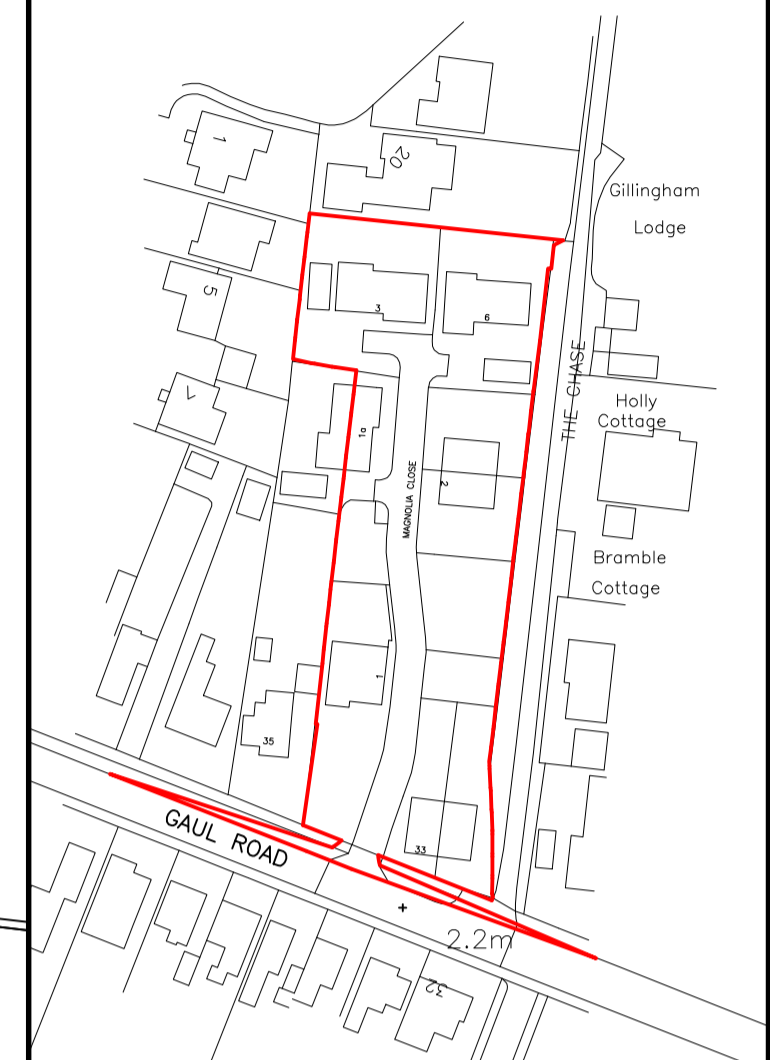 1
20
Gillingham
Lodge
5
3
6
THE CHASE
7
Holly
Cottage
1a
2
MAGNOLIA CLOSE
Bramble
Cottage
1
35
GAUL ROAD
33
2.2m
32